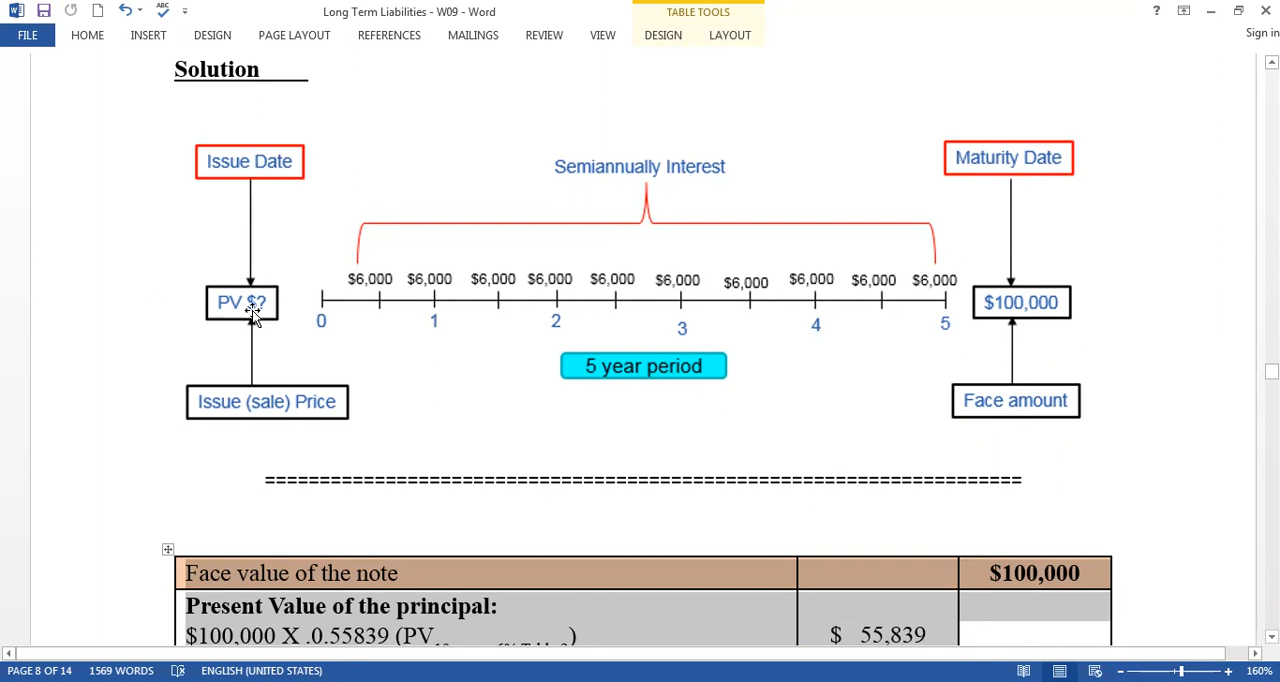 Long Term Liabilities - W09 - Word
TABLE TOOLS
FILE HOME INSERT DESIGN PAGE LAYOUT REFERENCES MAILINGS REVIEW VIEW DESIGN LAYOUT Sign in
Solution
Issue Date
Semiannually Interest
Maturity Date
$6,000 $6,000 $6,000 $6,000 $6,000 $6,000 $6,000 $6,000 $6,000 $6,000
PV $?
$100,000
0 1 2 3 4 5
5 year period
Issue (sale) Price
Face amount
==================================================================
Face value of the note $100,000
Present Value of the principal:
$100,000 X .0.55839 (PV ) $ 55,839
PAGE 8 OF 14 1569 WORDS ENGLISH (UNITED STATES) 160%